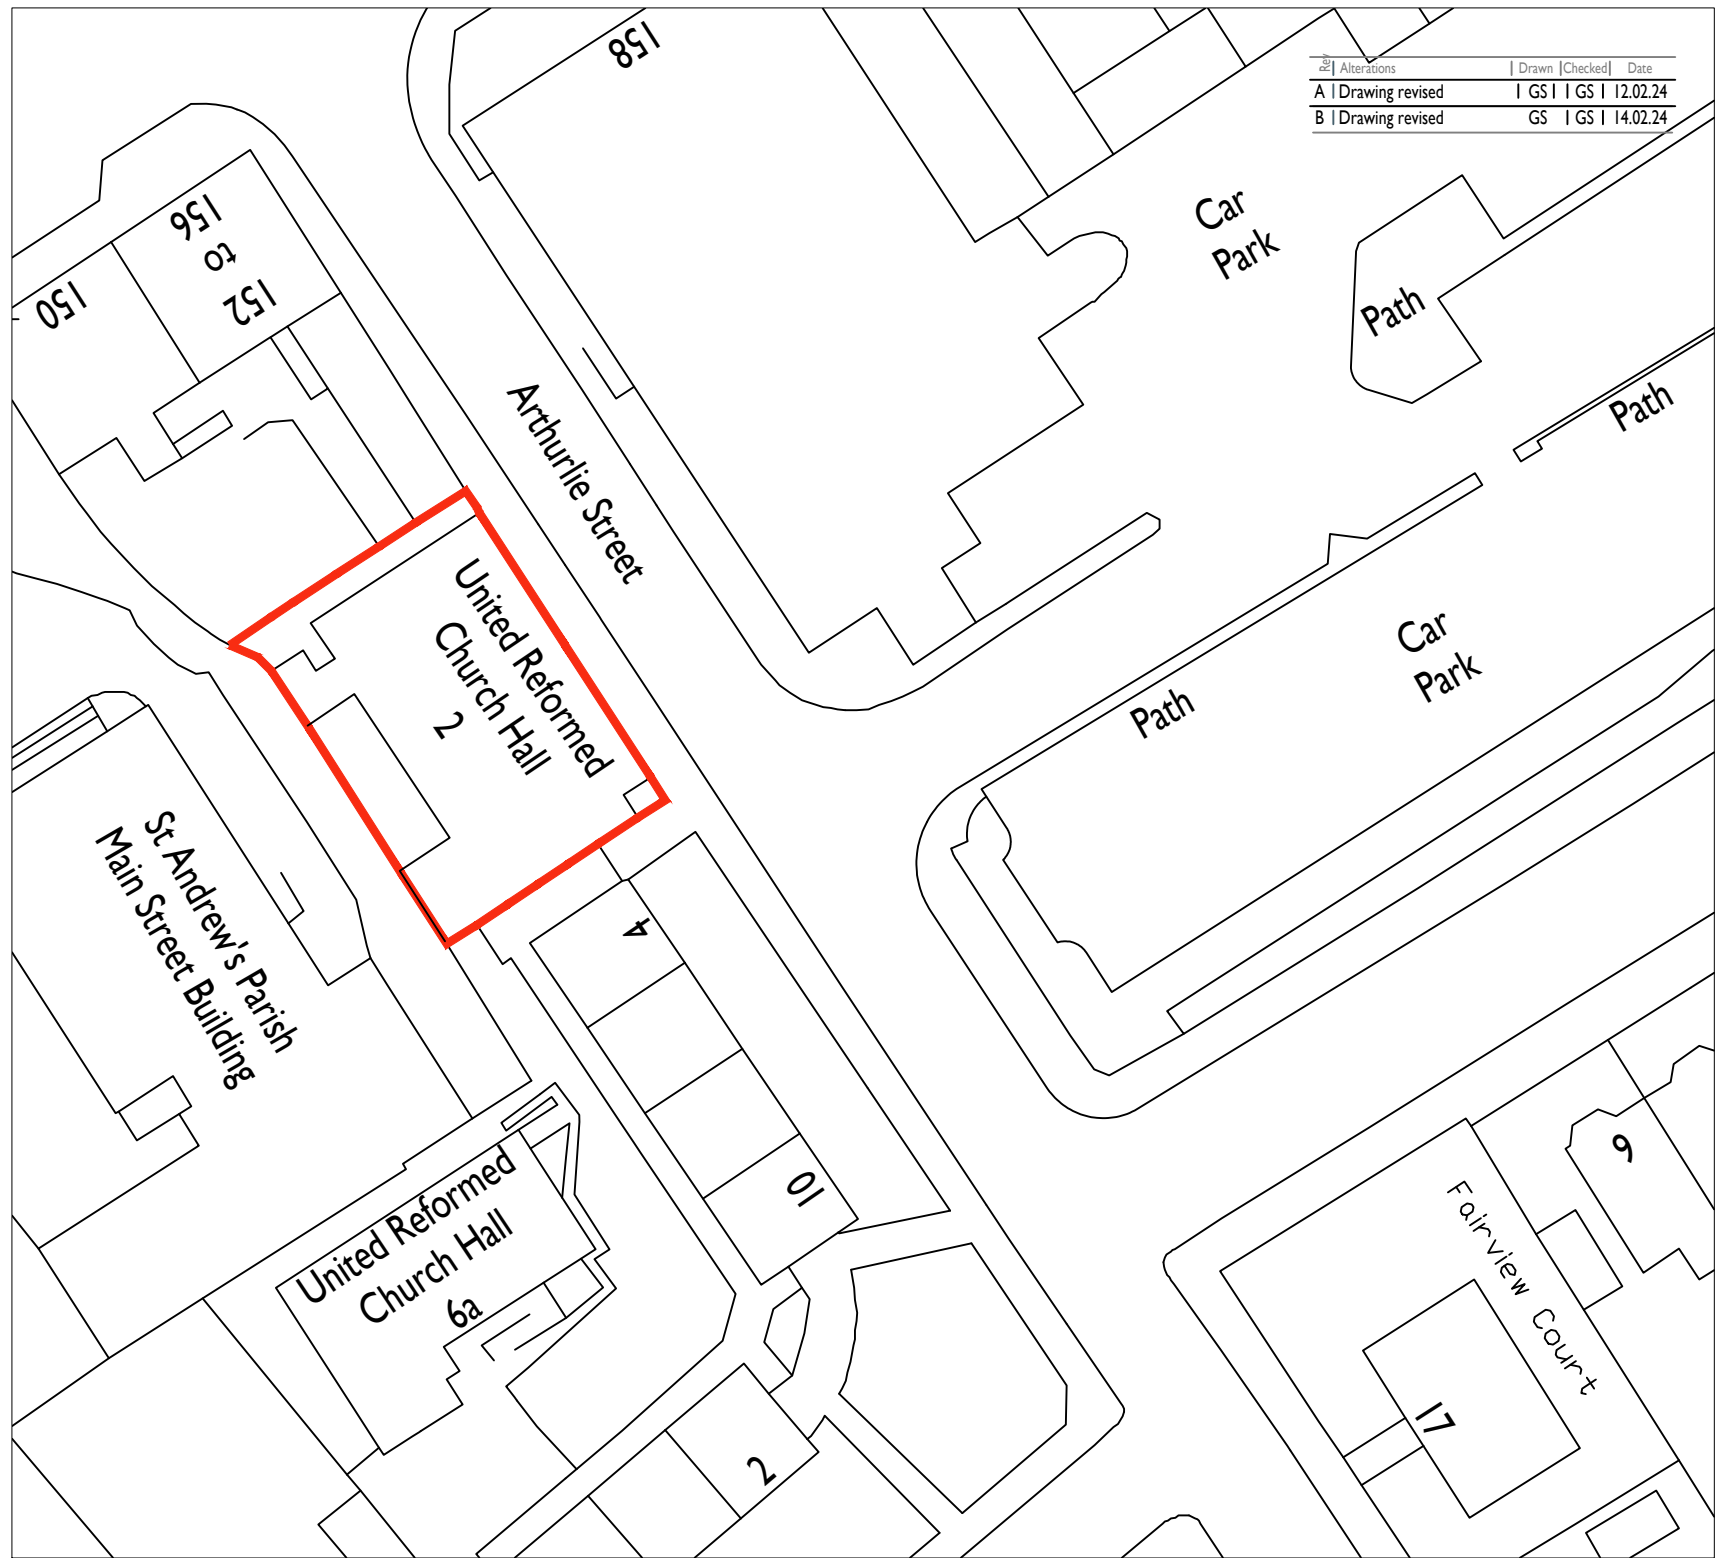 158
Rev Alterations Drawn Checked Date
A Drawing revised GS GS 12.02.24
B Drawing revised GS GS 14.02.24
156
to
152
150
Car
Park
Path
Path
Arthurlie Street
United Reformed
Church Hall
2
Car
Park
Path
St Andrew's Parish
Main Street Building
4
10
United Reformed
Church Hall
6a
2
9
Fairview Court
17